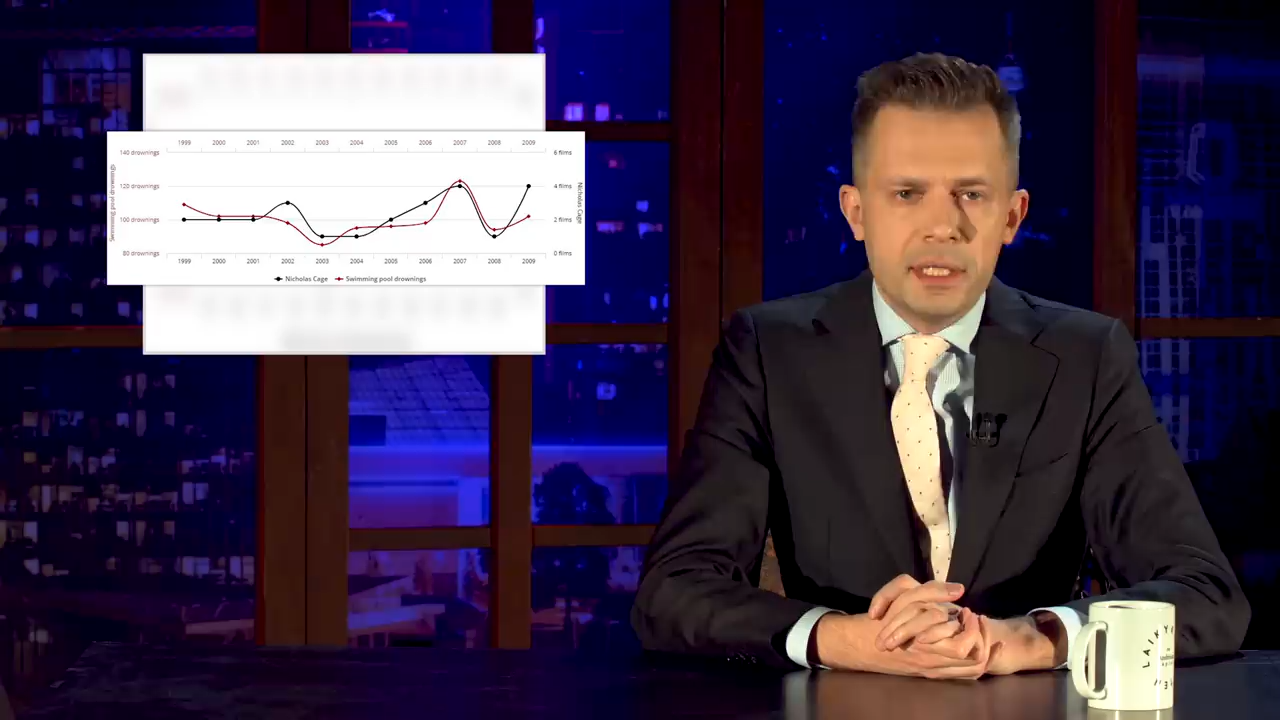 1999 2000 2001 2002 2003 2004 2005 2006 2007 2008 2009
140 drownings
120 drownings
100 drownings
80 drownings
Swimming pool drownings
6 films
4 films
2 films
0 films
Nicholas Cage
1999 2000 2001 2002 2003 2004 2005 2006 2007 2008 2009
Nicholas Cage Swimming pool drownings
LAIKY